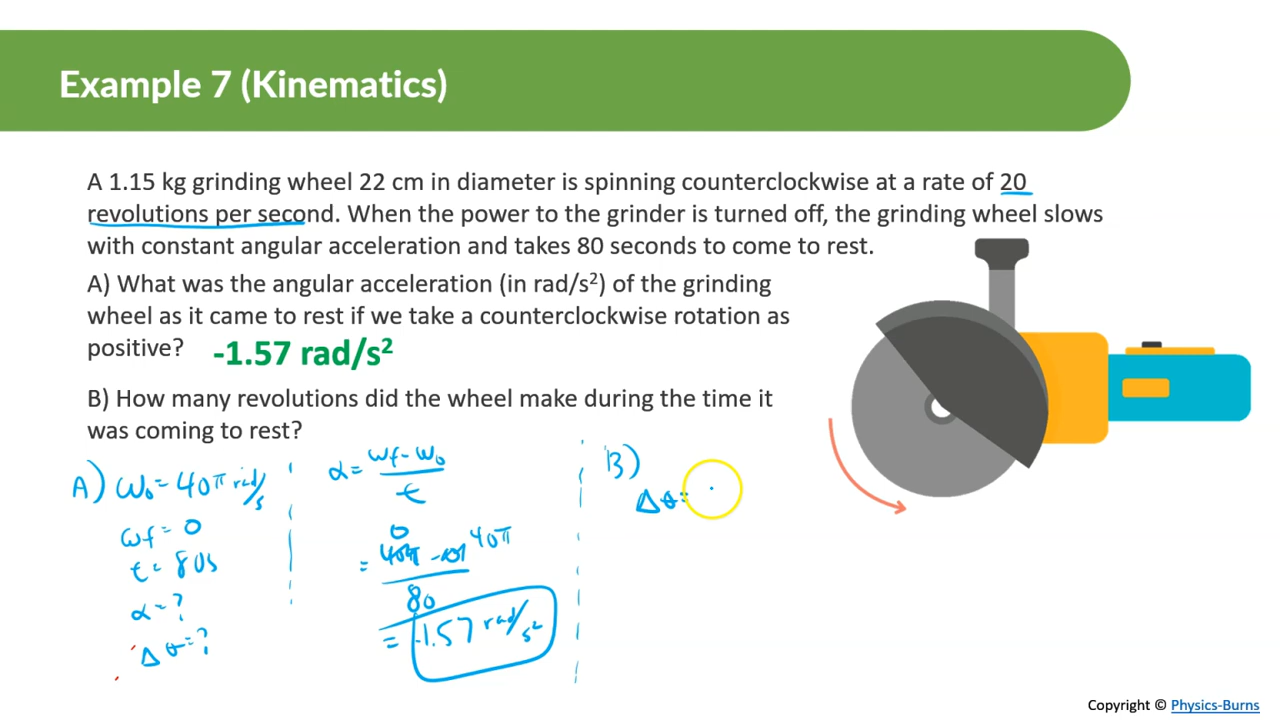 Example 7 (Kinematics)
A 1.15 kg grinding wheel 22 cm in diameter is spinning counterclockwise at a rate of 20
revolutions per second. When the power to the grinder is turned off, the grinding wheel slows
with constant angular acceleration and takes 80 seconds to come to rest.
A) What was the angular acceleration (in rad/s²) of the grinding
wheel as it came to rest if we take a counterclockwise rotation as
positive? -1.57 rad/s²
B) How many revolutions did the wheel make during the time it
was coming to rest?
A) ω₀ = 40π rad/s
ωf = 0
t = 80s
α = ?
Δθ = ?
α = ωf - ω₀
t
0
= - 40π
80
= -1.57 rad/s²
B)
Δθ =
Copyright © Physics-Burns